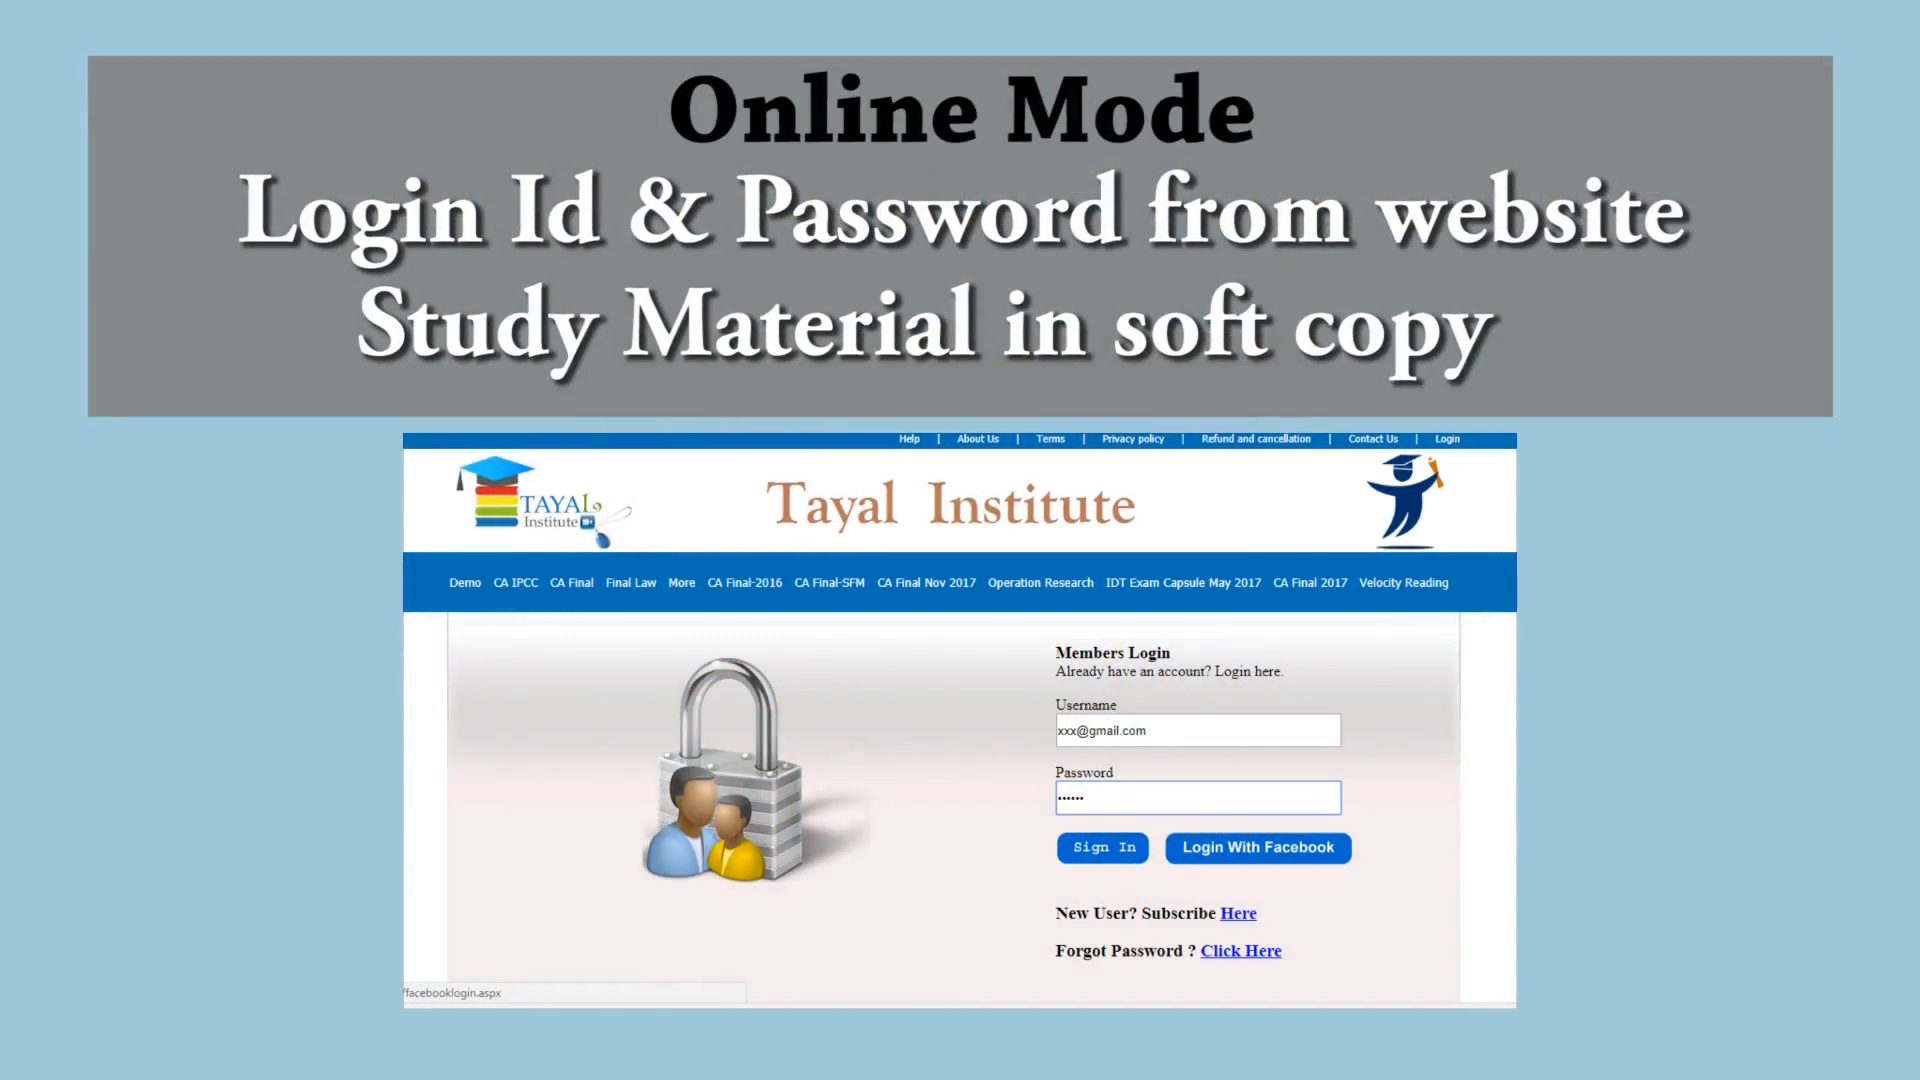 Online Mode
Login Id & Password from website
Study Material in soft copy
Help | About Us | Terms | Privacy policy | Refund and cancellation | Contact Us | Login
TAYAL
Institute
Tayal Institute
Demo CA IPCC CA Final Final Law More CA Final-2016 CA Final-SFM CA Final Nov 2017 Operation Research IDT Exam Capsule May 2017 CA Final 2017 Velocity Reading
Members Login
Already have an account? Login here.
Username
xxx@gmail.com
Password
••••••
Sign In Login With Facebook
New User? Subscribe Here
Forgot Password ? Click Here
/facebooklogin.aspx